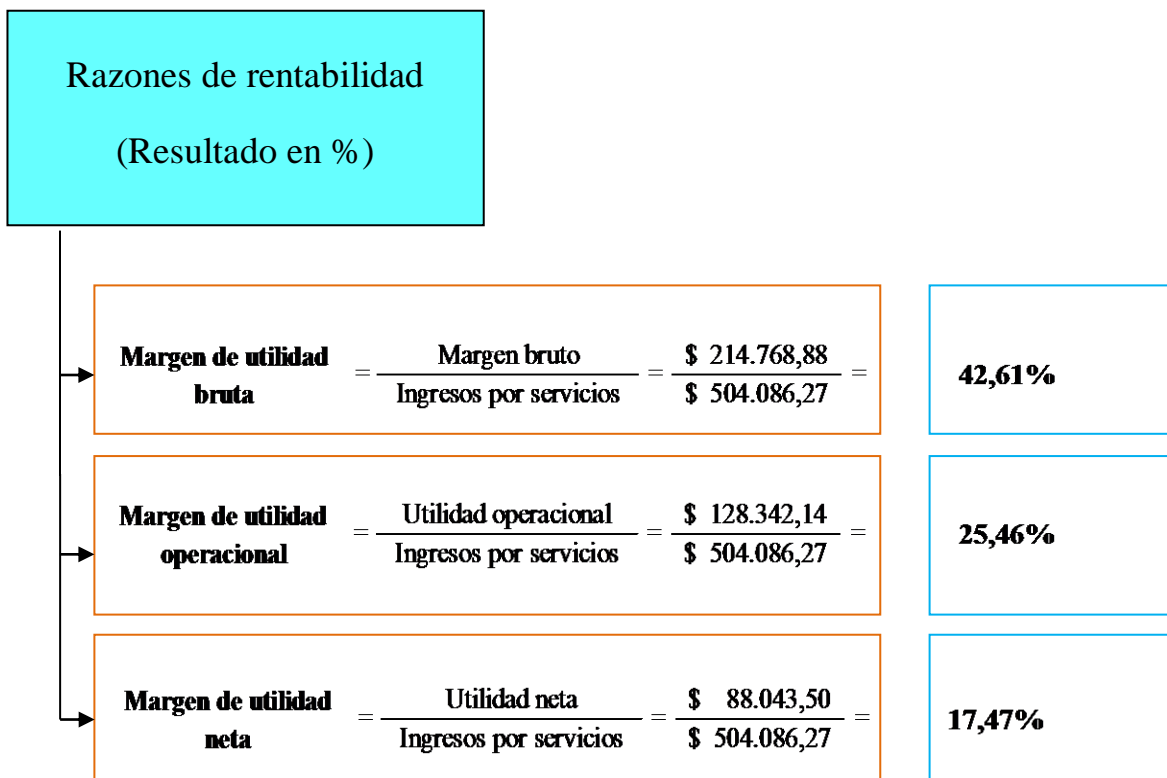 Razones de rentabilidad
(Resultado en %)
Margen de utilidad bruta = Margen bruto / Ingresos por servicios = $ 214.768,88 / $ 504.086,27 = 42,61%
Margen de utilidad operacional = Utilidad operacional / Ingresos por servicios = $ 128.342,14 / $ 504.086,27 = 25,46%
Margen de utilidad neta = Utilidad neta / Ingresos por servicios = $ 88.043,50 / $ 504.086,27 = 17,47%